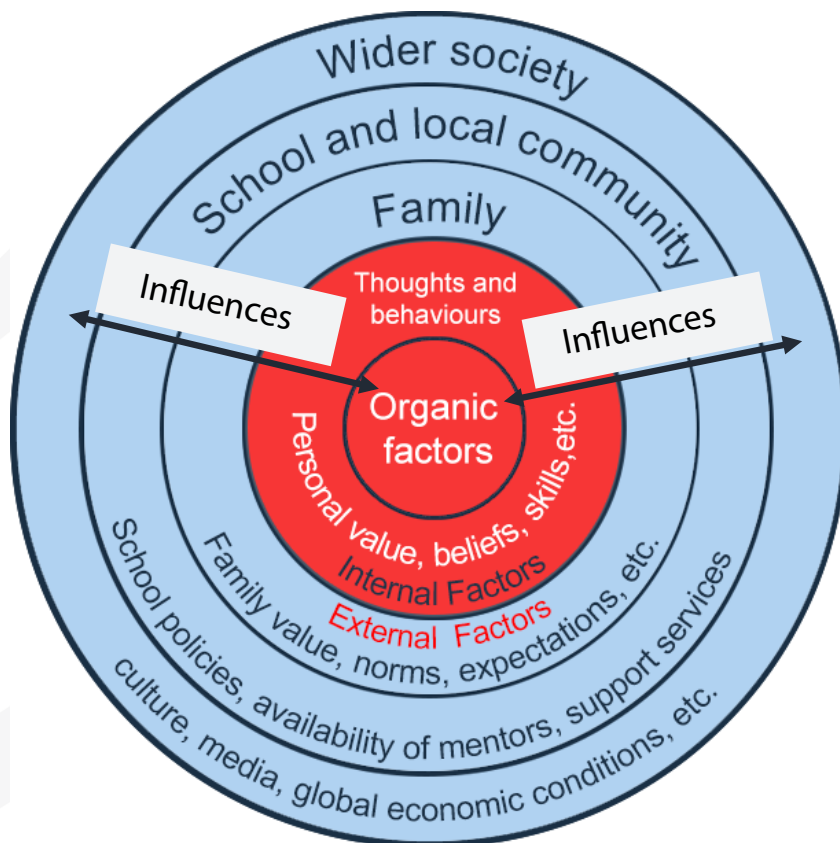 Wider society
School and local community
Family
Influences
Influences
Thoughts and
behaviours
Organic
factors
Personal value, beliefs, skills, etc.
Internal Factors
External Factors
Family value, norms, expectations, etc.
School policies, availability of mentors, support services
culture, media, global economic conditions, etc.